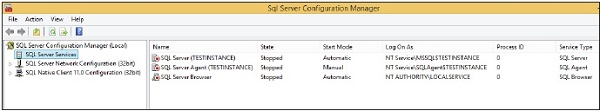 Sql Server Configuration Manager
File Action View Help
SQL Server Configuration Manager (Local)
SQL Server Services
SQL Server Network Configuration (32bit)
SQL Native Client 11.0 Configuration (32bit)
Name State Start Mode Log On As Process ID Service Type
SQL Server (TESTINSTANCE) Stopped Automatic NT Service\MSSQL$TESTINSTANCE 0 SQL Server
SQL Server Agent (TESTINSTANCE) Stopped Manual NT Service\SQLAgent$TESTINSTANCE 0 SQL Agent
SQL Server Browser Stopped Automatic NT AUTHORITY\LOCALSERVICE 0 SQL Browser